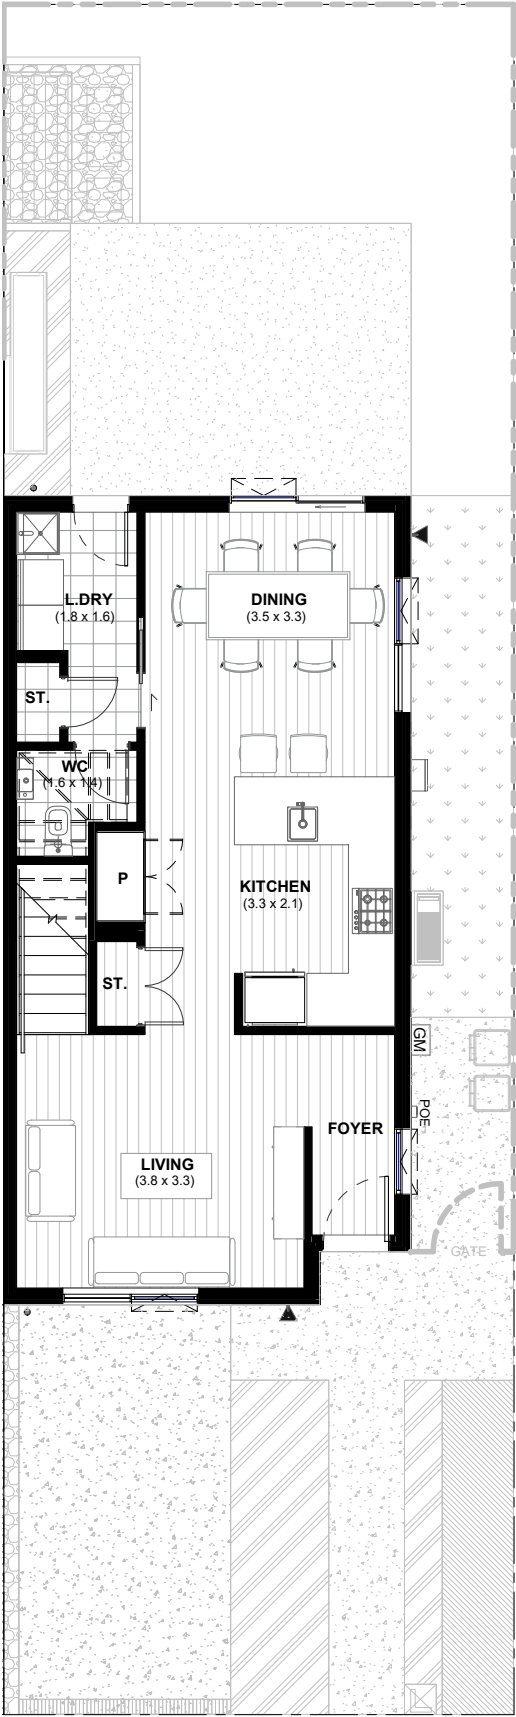 L.DRY
(1.8 x 1.6)
DINING
(3.5 x 3.3)
ST.
WC
(1.6 x 1.4)
P
KITCHEN
(3.3 x 2.1)
ST.
GM
POE
FOYER
LIVING
(3.8 x 3.3)
GATE